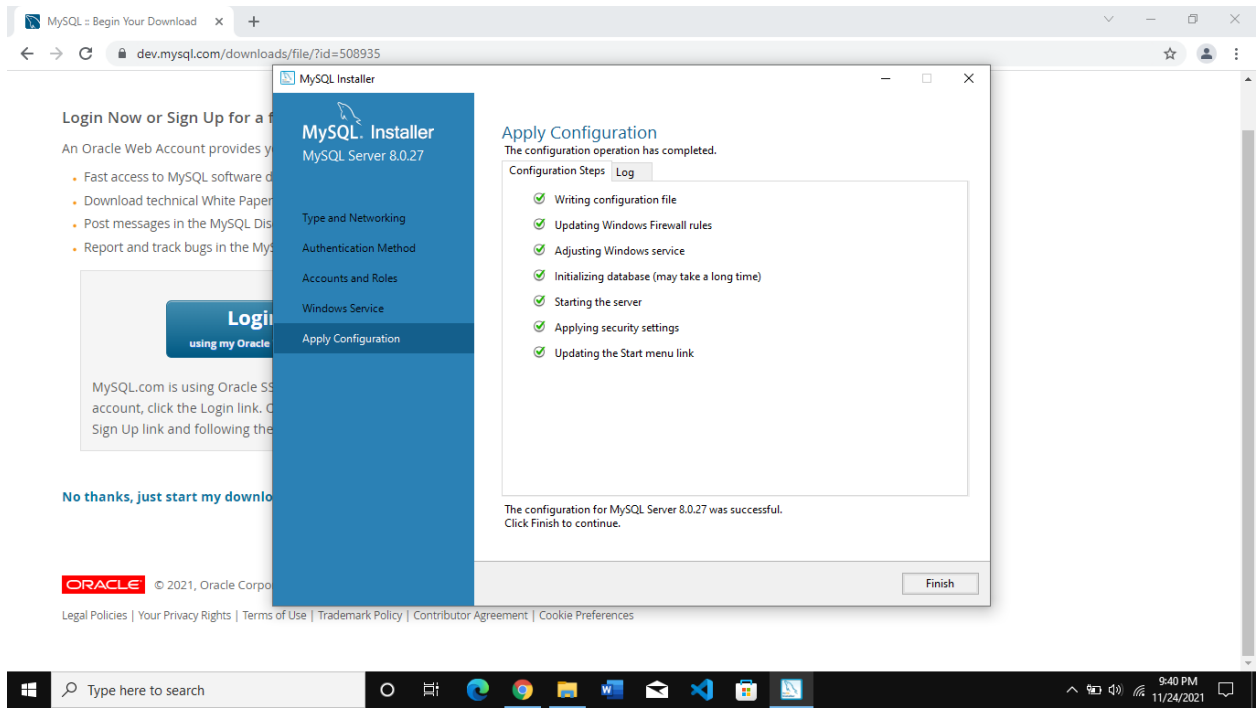 MySQL :: Begin Your Download
dev.mysql.com/downloads/file/?id=508935
MySQL Installer
Login Now or Sign Up for a f
An Oracle Web Account provides y
Fast access to MySQL software d
Download technical White Paper
Post messages in the MySQL Dis
Report and track bugs in the MyS
Logi
using my Oracle
MySQL.com is using Oracle SS
account, click the Login link. O
Sign Up link and following the
No thanks, just start my downlo
ORACLE © 2021, Oracle Corpo
Legal Policies | Your Privacy Rights | Terms of Use | Trademark Policy | Contributor Agreement | Cookie Preferences
MySQL. Installer
MySQL Server 8.0.27
Type and Networking
Authentication Method
Accounts and Roles
Windows Service
Apply Configuration
Apply Configuration
The configuration operation has completed.
Configuration Steps Log
Writing configuration file
Updating Windows Firewall rules
Adjusting Windows service
Initializing database (may take a long time)
Starting the server
Applying security settings
Updating the Start menu link
The configuration for MySQL Server 8.0.27 was successful.
Click Finish to continue.
Finish
Type here to search
9:40 PM
11/24/2021